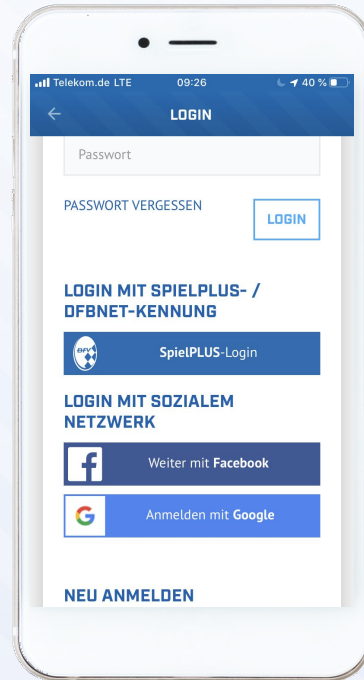 Telekom.de LTE 09:26 40 %
LOGIN
Passwort
PASSWORT VERGESSEN
LOGIN
LOGIN MIT SPIELPLUS- /
DFBNET-KENNUNG
BFV
SpielPLUS-Login
LOGIN MIT SOZIALEM
NETZWERK
Weiter mit Facebook
Anmelden mit Google
NEU ANMELDEN